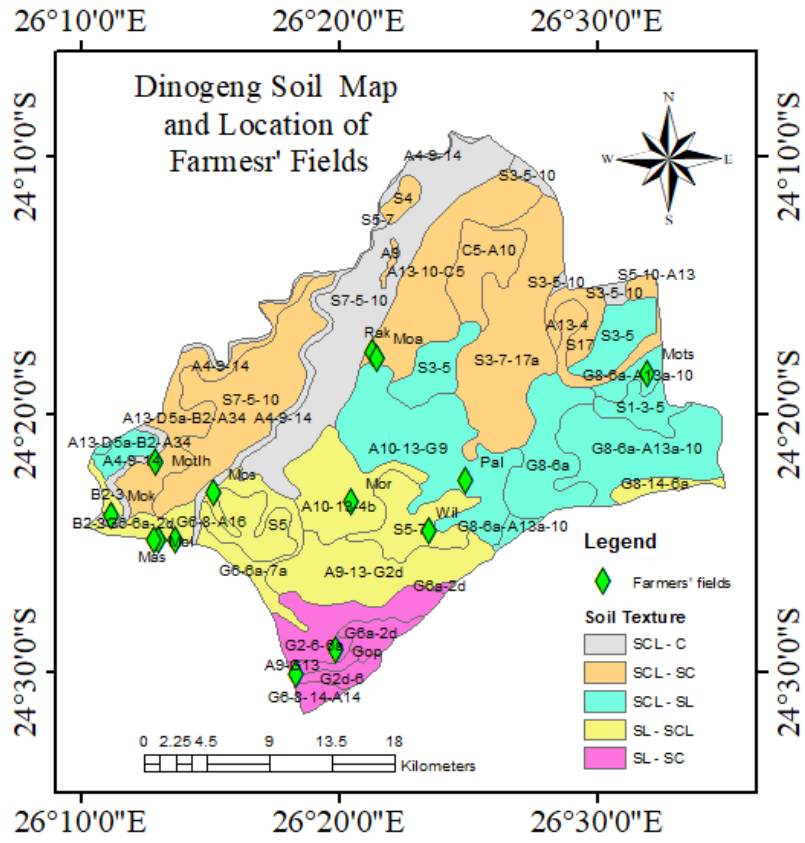 26°10'0"E 26°20'0"E 26°30'0"E
Dinogeng Soil Map
and Location of
Farmesr' Fields
N
W E
S
24°10'0"S 24°10'0"S
A4-9-14
S3-5-10
S4
S5-7
A9
C5-A10
A13-10-C5
S3-5-10
S5-10-A13
S3-5-10
S7-5-10
A13-4
S17
S3-5
Rak
Moa
S3-7-17a
Mots
A4-9-14
S3-5
G8-6a-A13a-10
S7-5-10
S1-3-5
24°20'0"S 24°20'0"S
A13-D5a-B2-A34
A4-9-14
A13-D5a-B2-A34
A10-13-G9
G8-6a-A13a-10
A4-9-14
Motlh
Pal
G8-6a
Mos
G8-14-6a
B2-3
Mok
Mor
A10-13-4b
Wil
B2-3
G6-6a-2d
G6-8-A16
S5
S5-7
G8-6a-A13a-10
Mas
G6-6a-7a
A9-13-G2d
G6a-2d
G6a-2d
G2-6-6a
Gop
A9-G13
G2d-6
24°30'0"S 24°30'0"S
G6-8-14-A14
Legend
Farmers' fields
Soil Texture
SCL - C
SCL - SC
SCL - SL
SL - SCL
SL - SC
0 2.25 4.5 9 13.5 18
Kilometers
26°10'0"E 26°20'0"E 26°30'0"E